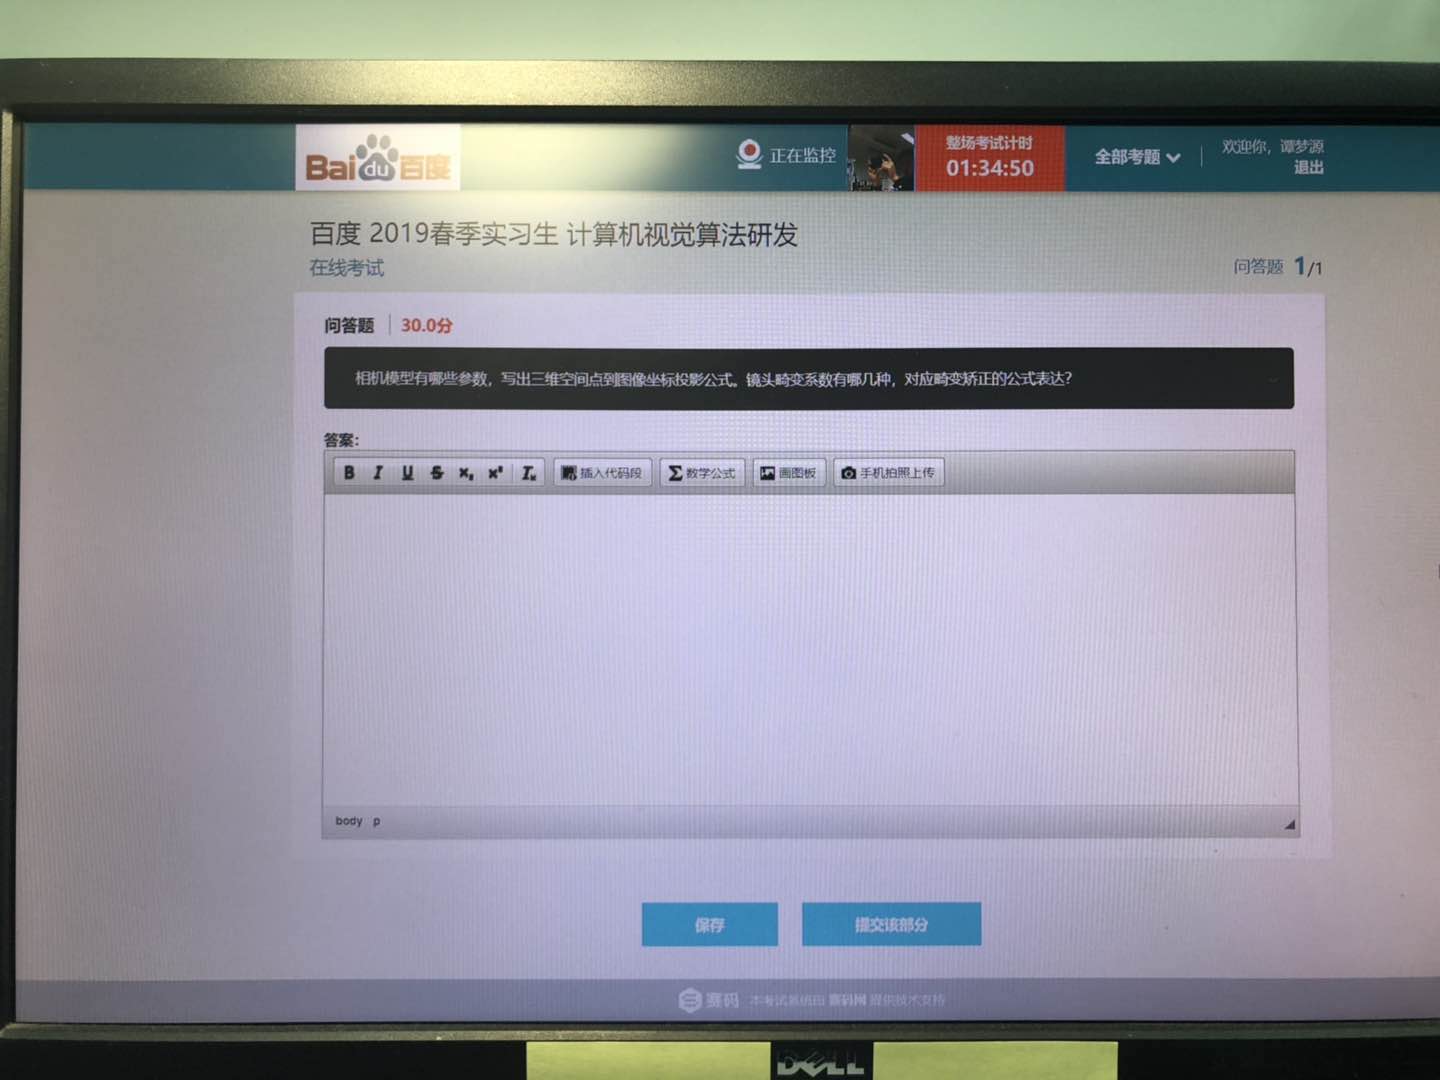 Bai du 百度
正在监控
整场考试计时
01:34:50
全部考题
欢迎你，谭梦源
退出
百度 2019春季实习生 计算机视觉算法研发
在线考试
问答题 1/1
问答题 30.0分
相机模型有哪些参数，写出三维空间点到图像坐标投影公式。镜头畸变系数有哪几种，对应畸变矫正的公式表达？
答案：
B I U S x₂ x² Tx 插入代码段 Σ数学公式 画图板 手机拍照上传
body p
保存 提交该部分
赛码 本考试系统由 赛码网 提供技术支持
DELL